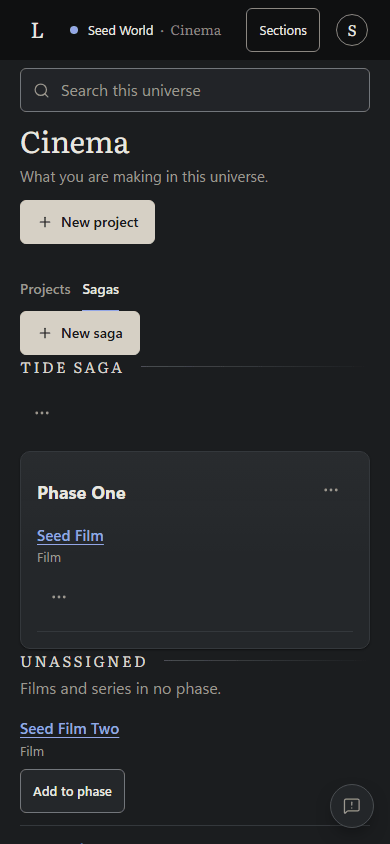 L
Seed World · Cinema
Sections
S
Search this universe
Cinema
What you are making in this universe.
+ New project
Projects Sagas
+ New saga
TIDE SAGA
...
Phase One
...
Seed Film
Film
...
UNASSIGNED
Films and series in no phase.
Seed Film Two
Film
Add to phase